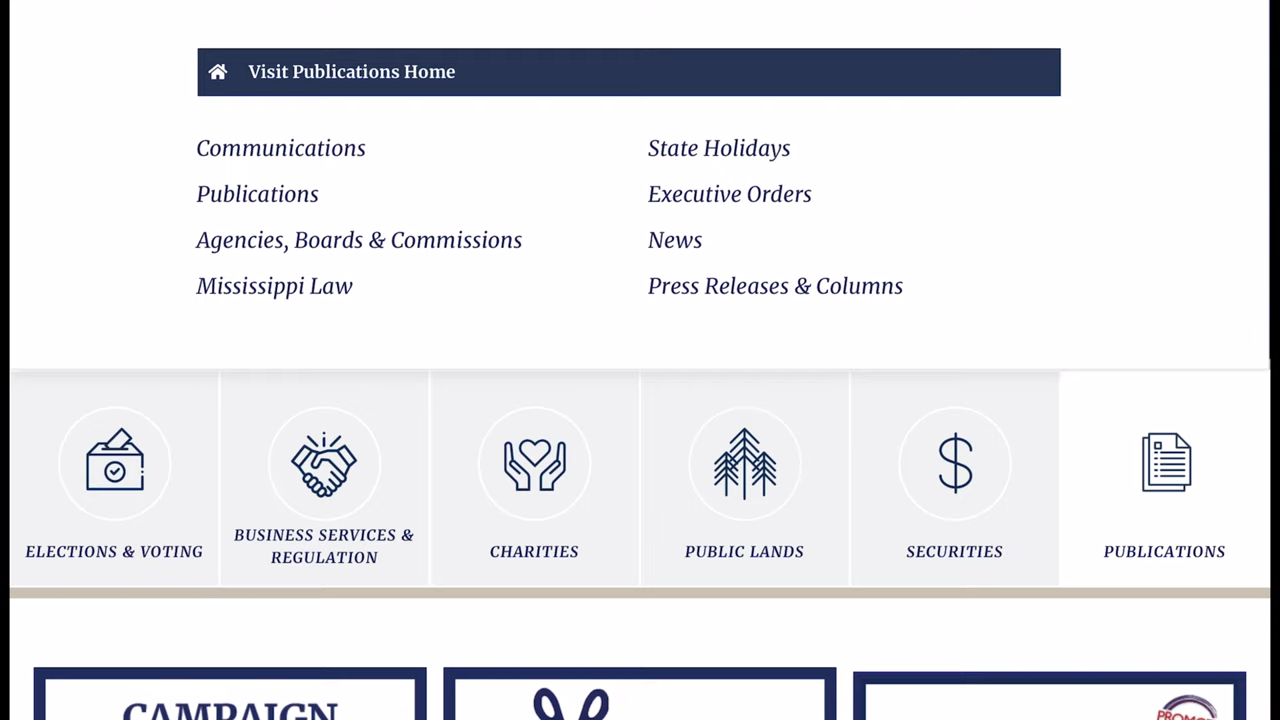 Visit Publications Home
Communications
Publications
Agencies, Boards & Commissions
Mississippi Law
State Holidays
Executive Orders
News
Press Releases & Columns
ELECTIONS & VOTING
BUSINESS SERVICES &
REGULATION
CHARITIES
PUBLIC LANDS
SECURITIES
PUBLICATIONS
CAMPAIGN